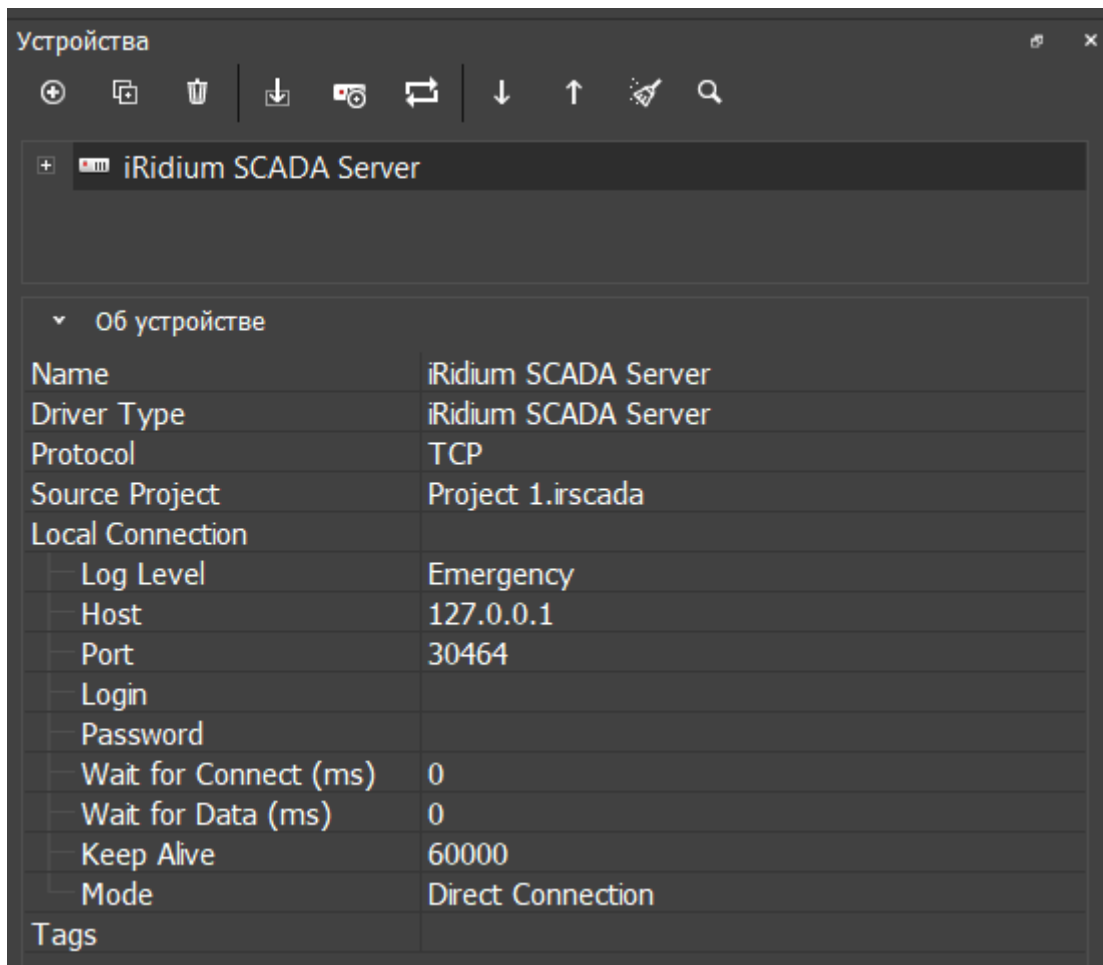 Устройства
iRidium SCADA Server
Об устройстве
Name iRidium SCADA Server
Driver Type iRidium SCADA Server
Protocol TCP
Source Project Project 1.irscada
Local Connection
Log Level Emergency
Host 127.0.0.1
Port 30464
Login
Password
Wait for Connect (ms) 0
Wait for Data (ms) 0
Keep Alive 60000
Mode Direct Connection
Tags